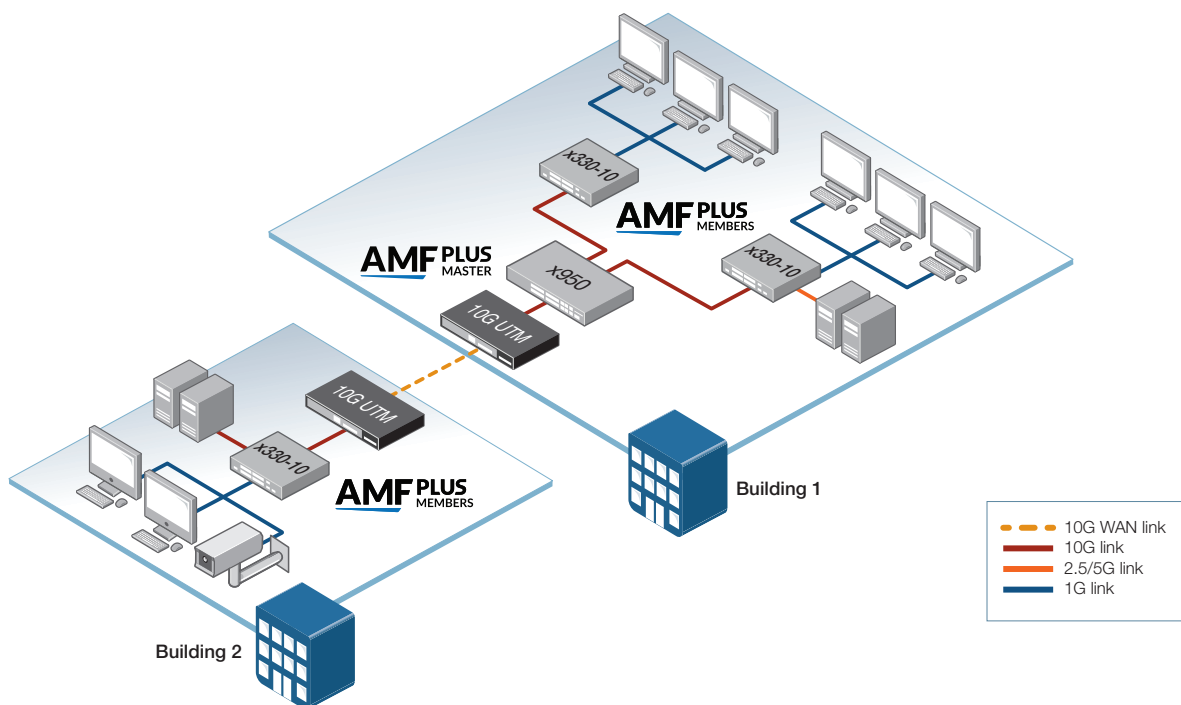 x330-10
AMF PLUS
MEMBERS
x330-10
AMF PLUS
MASTER
x950
10G UTM
10G UTM
x330-10
AMF PLUS
MEMBERS
Building 1
Building 2
10G WAN link
10G link
2.5/5G link
1G link